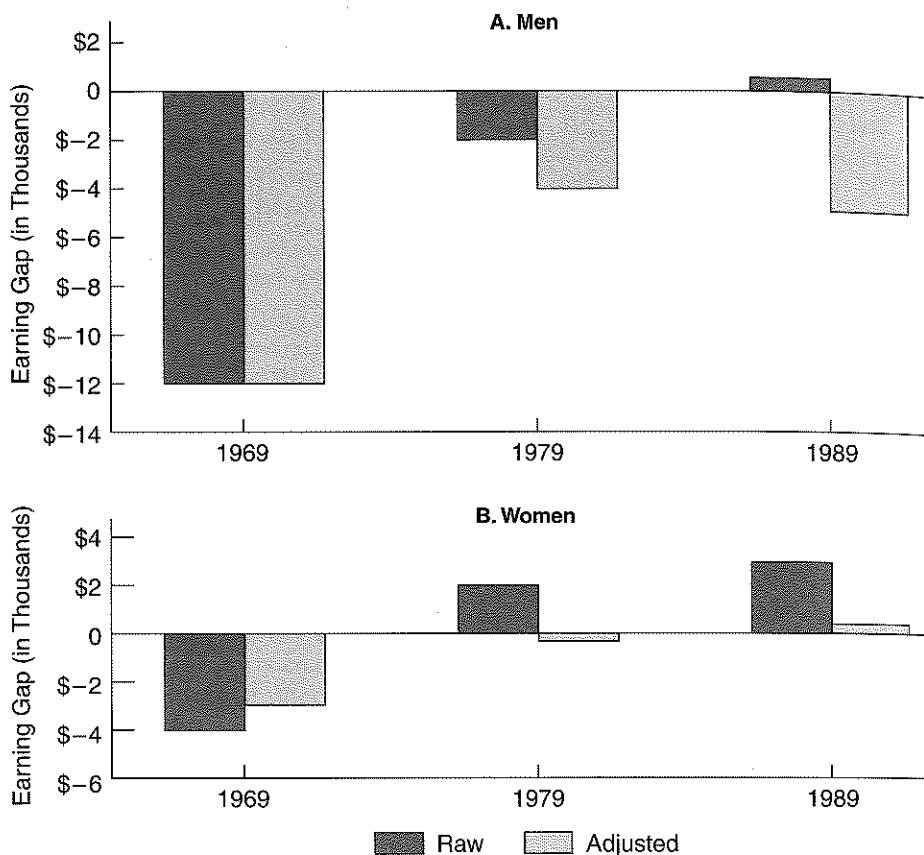 A. Men
Earning Gap (in Thousands)
$2
0
$−2
$−4
$−6
$−8
$−10
$−12
$−14
1969 1979 1989
B. Women
Earning Gap (in Thousands)
$4
$2
0
$−2
$−4
$−6
1969 1979 1989
Raw Adjusted